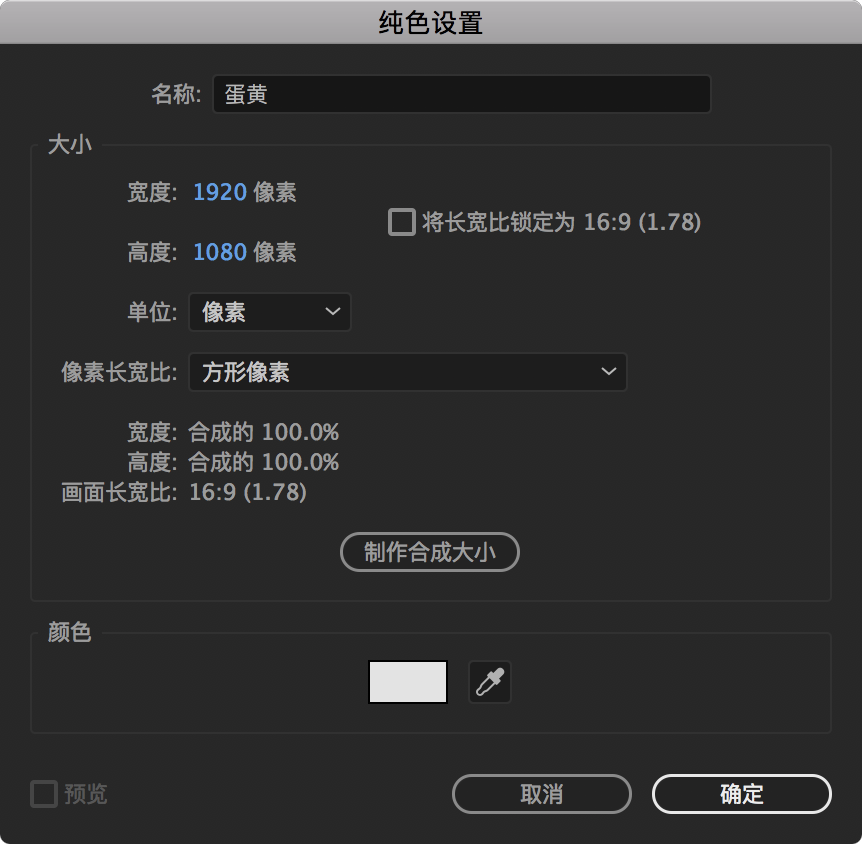 纯色设置
名称: 蛋黄
大小
宽度: 1920 像素
将长宽比锁定为 16:9 (1.78)
高度: 1080 像素
单位: 像素
像素长宽比: 方形像素
宽度: 合成的 100.0%
高度: 合成的 100.0%
画面长宽比: 16:9 (1.78)
制作合成大小
颜色
预览 取消 确定